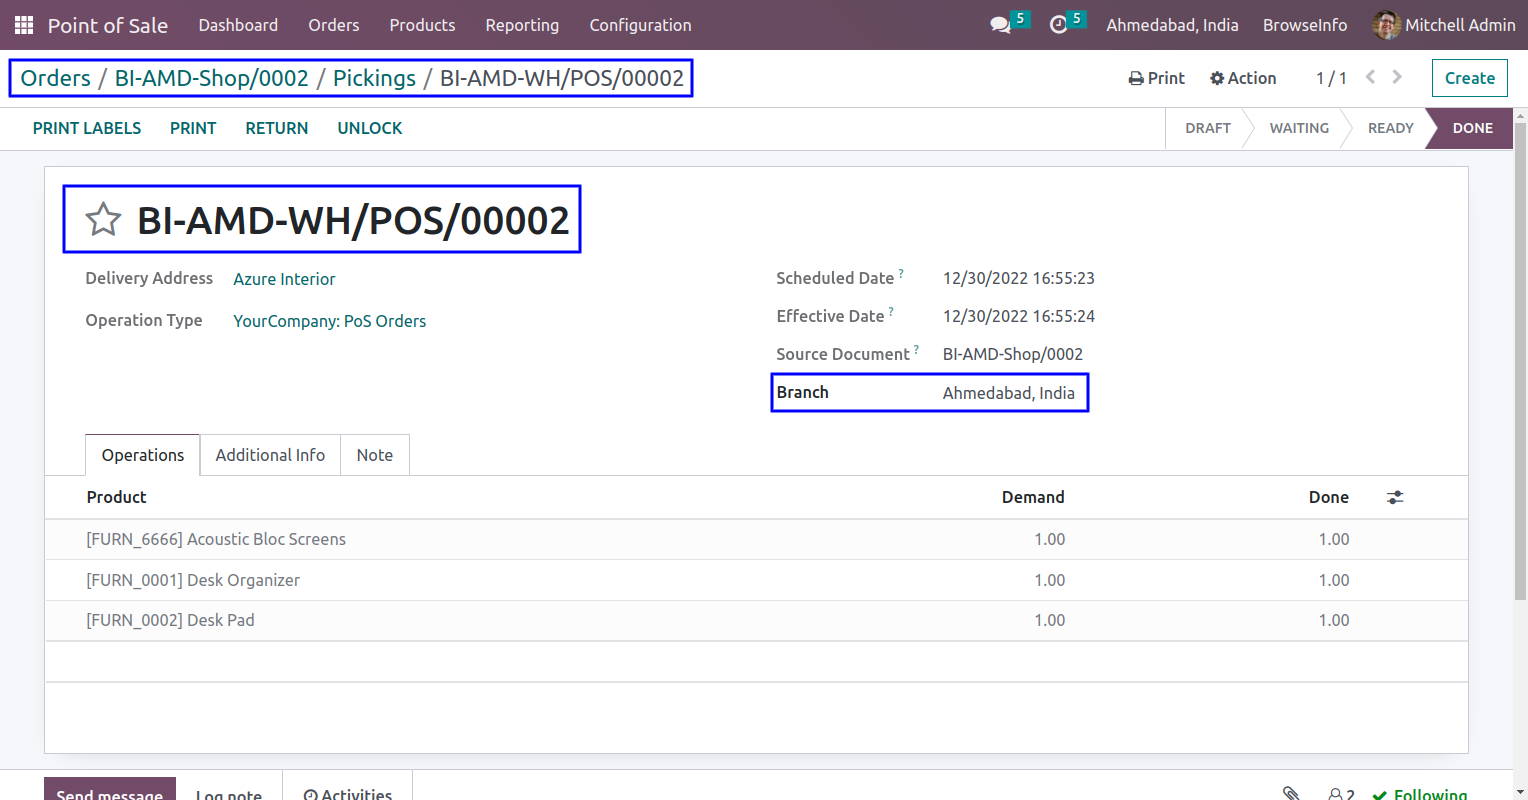 Point of Sale Dashboard Orders Products Reporting Configuration 5 5 Ahmedabad, India BrowseInfo Mitchell Admin
Orders / BI-AMD-Shop/0002 / Pickings / BI-AMD-WH/POS/00002 Print Action 1 / 1 Create
PRINT LABELS PRINT RETURN UNLOCK DRAFT WAITING READY DONE
BI-AMD-WH/POS/00002
Delivery Address Azure Interior Scheduled Date ? 12/30/2022 16:55:23
Operation Type YourCompany: PoS Orders Effective Date ? 12/30/2022 16:55:24
Source Document ? BI-AMD-Shop/0002
Branch Ahmedabad, India
Operations Additional Info Note
Product Demand Done
[FURN_6666] Acoustic Bloc Screens 1.00 1.00
[FURN_0001] Desk Organizer 1.00 1.00
[FURN_0002] Desk Pad 1.00 1.00
Send message Log note Activities 2 Following